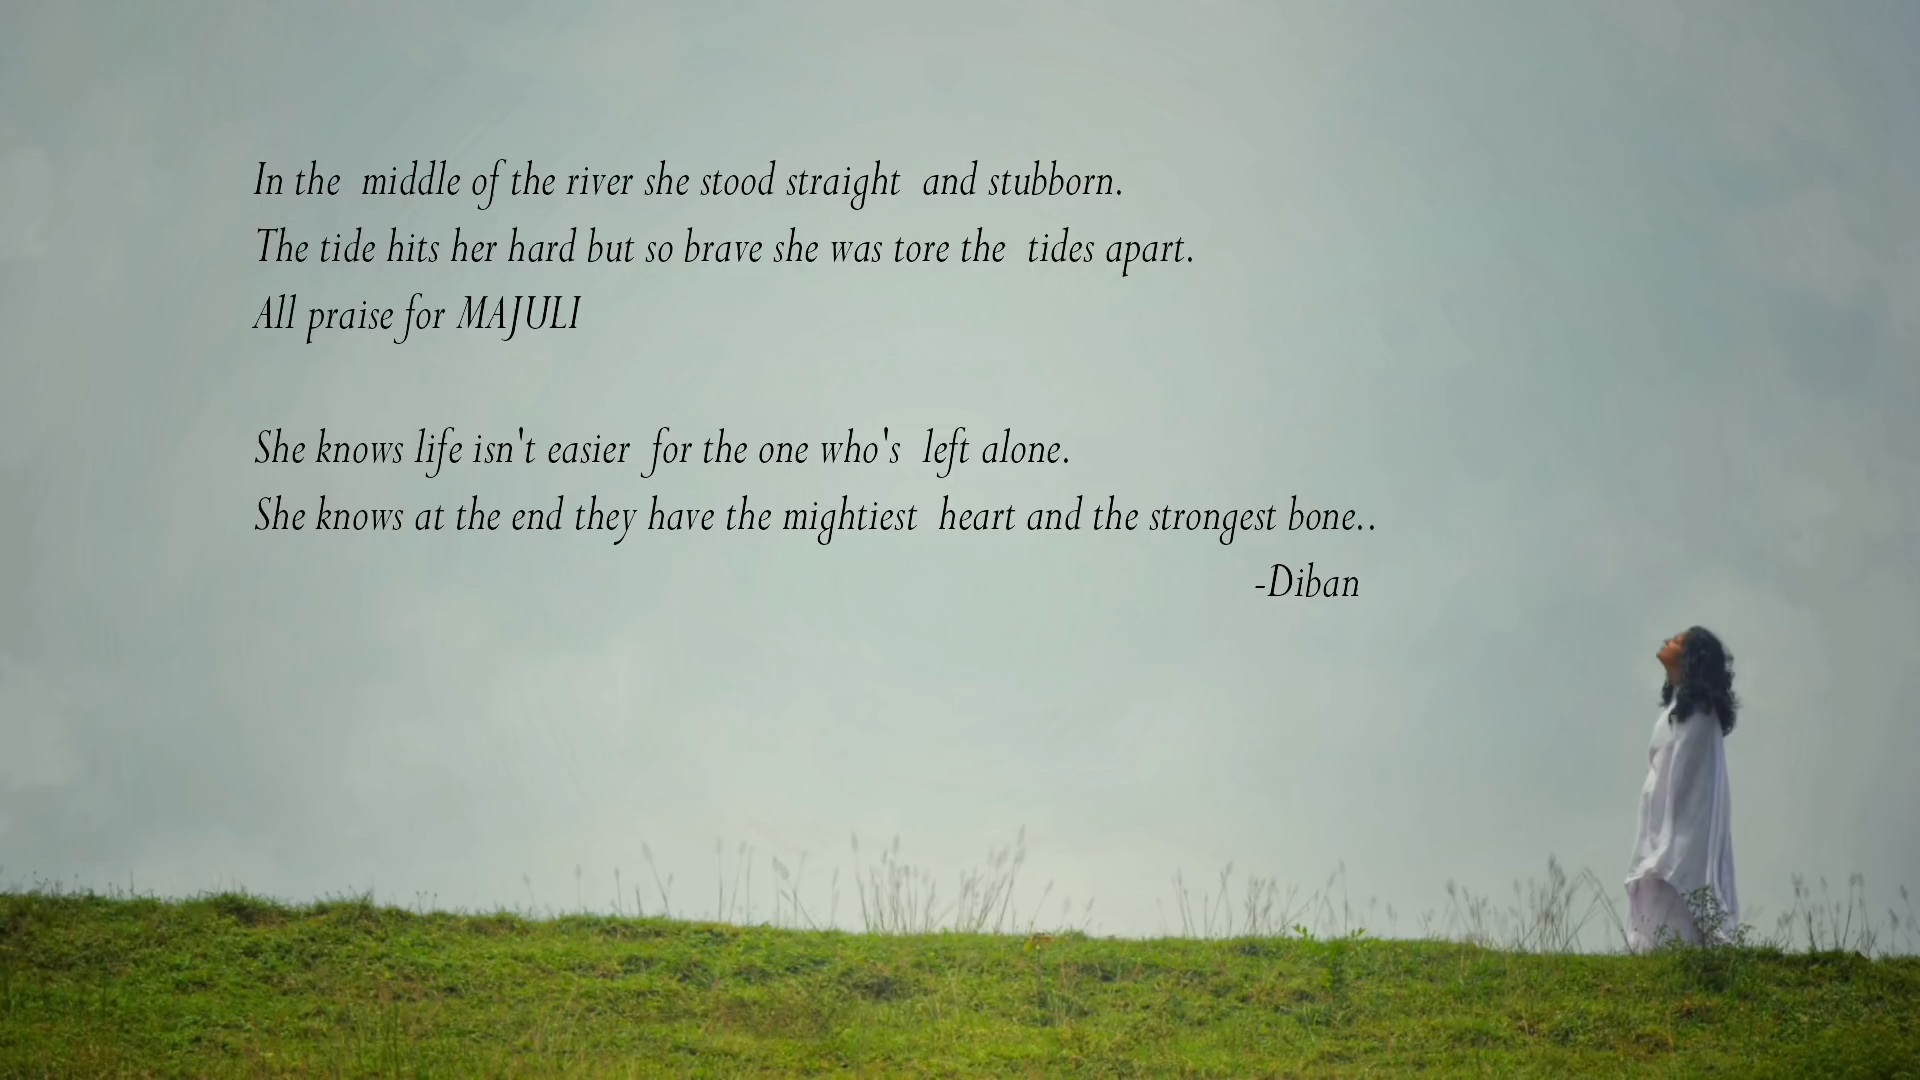 In the middle of the river she stood straight and stubborn.
The tide hits her hard but so brave she was tore the tides apart.
All praise for MAJULI
She knows life isn't easier for the one who's left alone.
She knows at the end they have the mightiest heart and the strongest bone..
-Diban